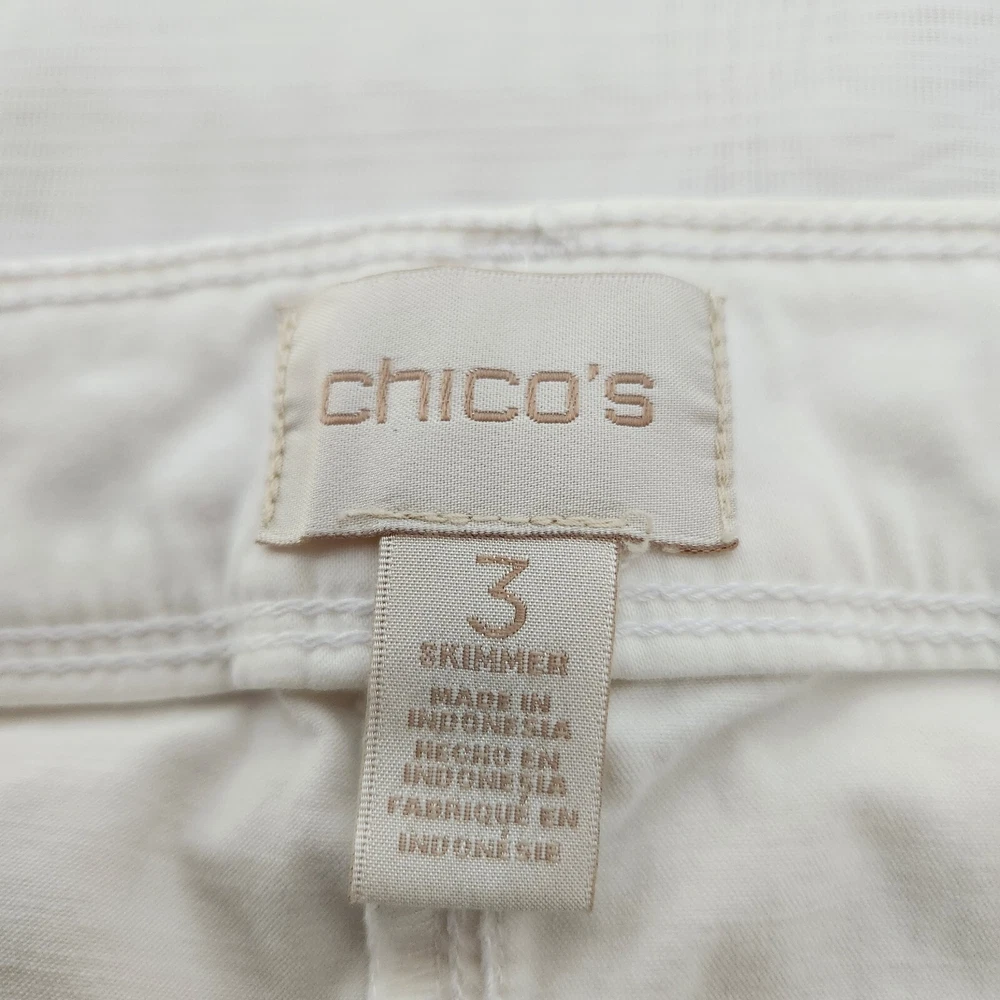 chico's
3
SKIMMER
MADE IN
INDONESIA
HECHO EN
INDONESIA
FABRIQUÉ EN
INDONÉSIE